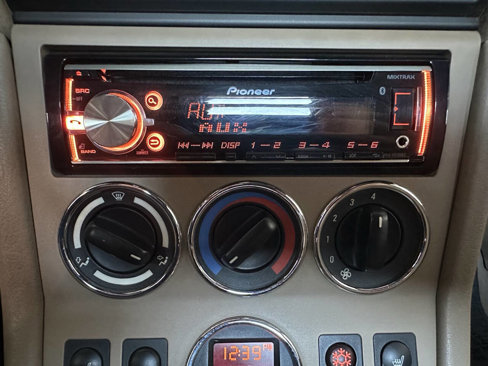 Pioneer
MIXTRAX
SRC
AUX
AUX
BAND
DISP 1 – 2 3 – 4 5 – 6
4
3
2
1
0
12:39